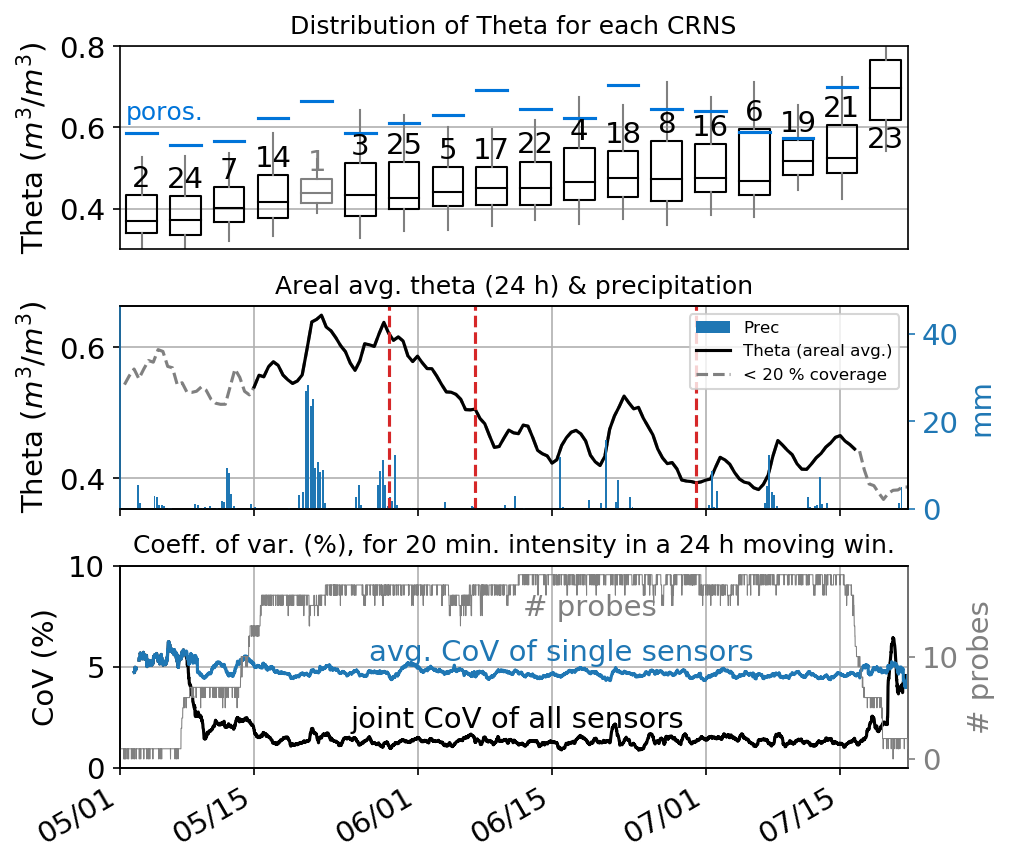 Distribution of Theta for each CRNS
Theta (m³/m³)
0.8
0.6
0.4
poros.
2 24 7 14 1 3 25 5 17 22 4 18 8 16 6 19 21 23
Areal avg. theta (24 h) & precipitation
Theta (m³/m³)
0.6
0.4
Prec
Theta (areal avg.)
< 20 % coverage
40
20
0
mm
Coeff. of var. (%), for 20 min. intensity in a 24 h moving win.
CoV (%)
10
5
0
# probes
avg. CoV of single sensors
joint CoV of all sensors
10
0
# probes
05/01 05/15 06/01 06/15 07/01 07/15